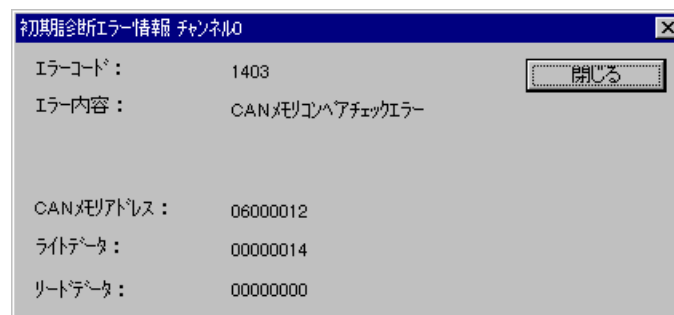 初期診断エラー情報 チャンネル0
エラーコード： 1403
閉じる
エラー内容： CANメモリコンペアチェックエラー
CANメモリアドレス： 06000012
ライトデータ： 00000014
リードデータ： 00000000